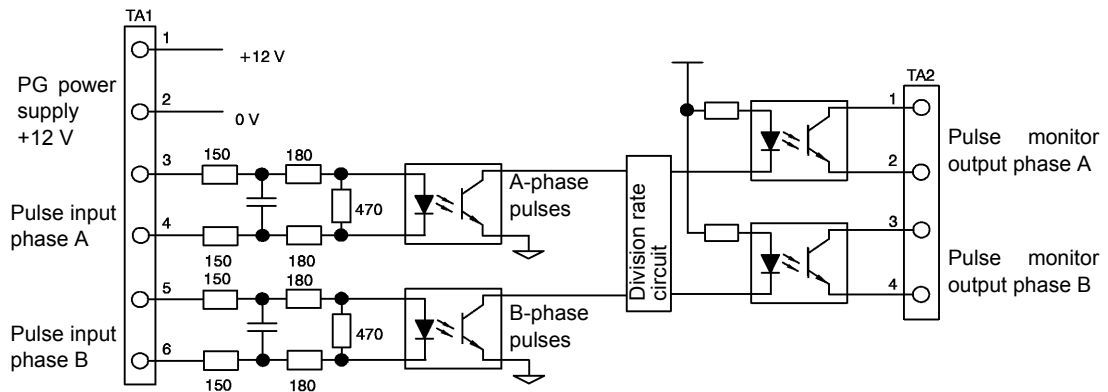 TA1
1
+12 V
PG power
supply
+12 V
2
0 V
3
150
180
470
4
150
180
Pulse input
phase A
A-phase
pulses
5
150
180
470
6
150
180
Pulse input
phase B
B-phase
pulses
Division rate
circuit
TA2
1
2
Pulse monitor
output phase A
3
4
Pulse monitor
output phase B